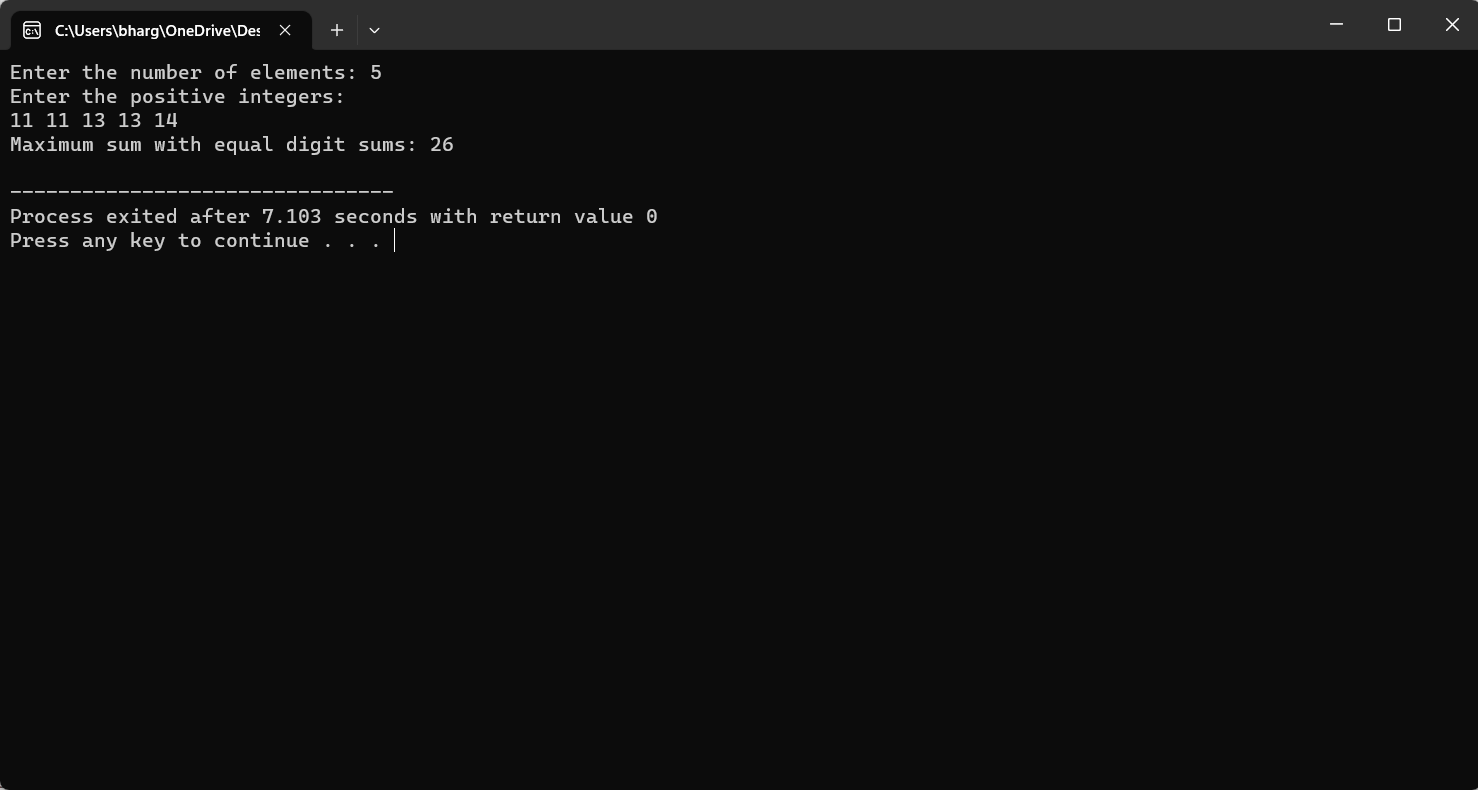 C:\Users\bharg\OneDrive\Des
Enter the number of elements: 5
Enter the positive integers:
11 11 13 13 14
Maximum sum with equal digit sums: 26
--------------------------------
Process exited after 7.103 seconds with return value 0
Press any key to continue . . .